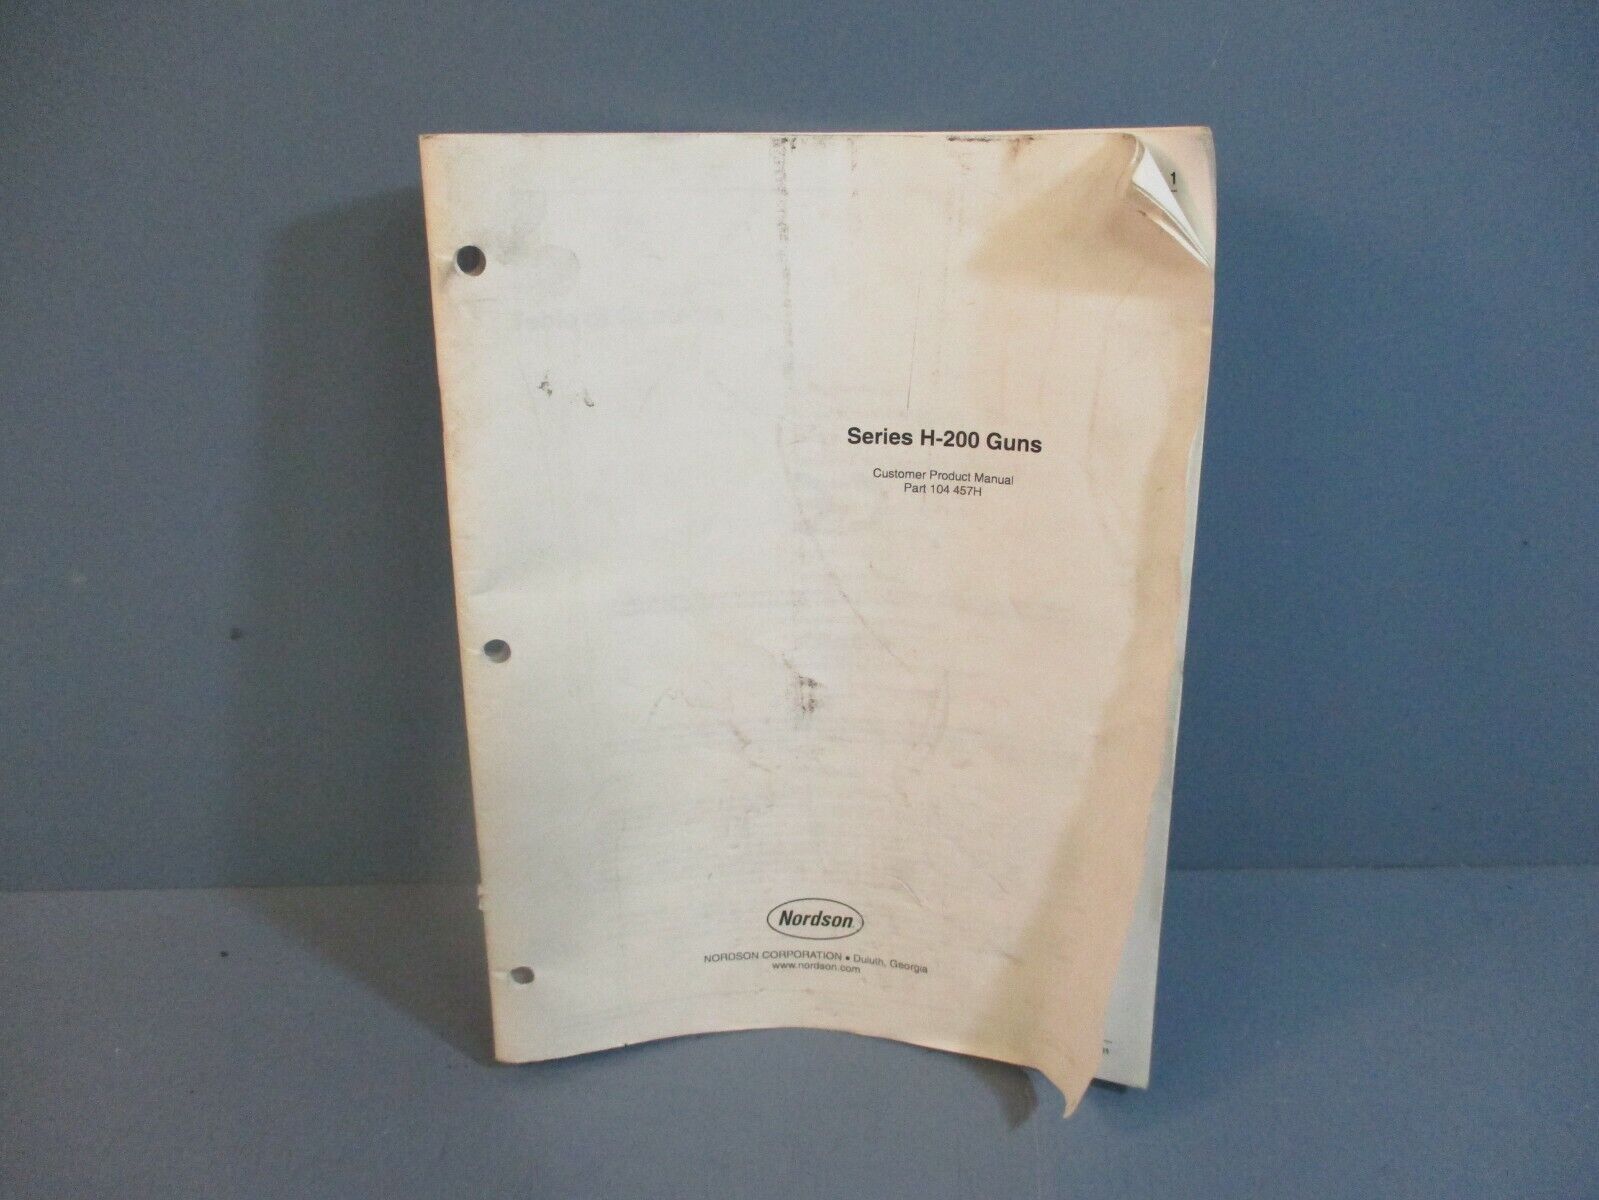 1
Series H-200 Guns
Customer Product Manual
Part 104 457H
Nordson
NORDSON CORPORATION • Duluth, Georgia
www.nordson.com